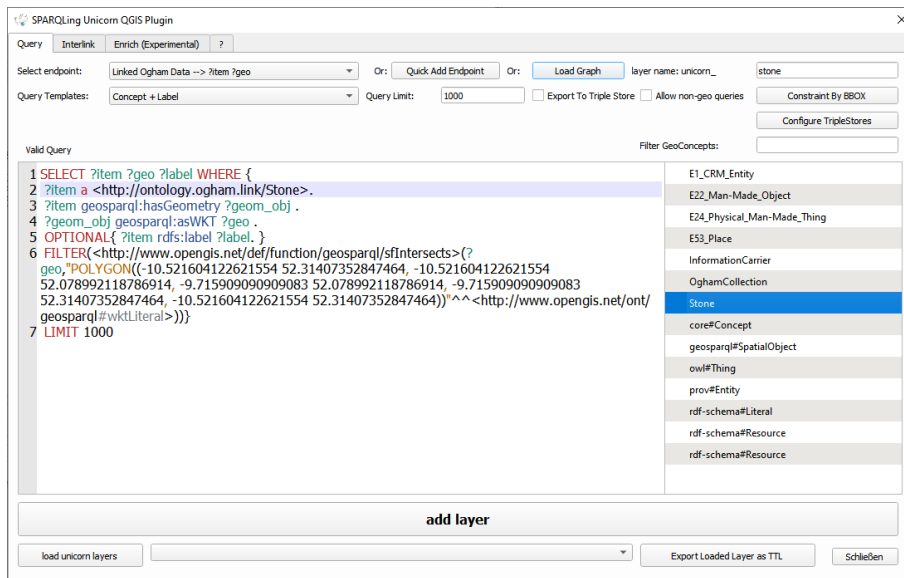 SPARQLing Unicorn QGIS Plugin
Query Interlink Enrich (Experimental) ?
Select endpoint: Linked Ogham Data --> ?item ?geo Or: Quick Add Endpoint Or: Load Graph layer name: unicorn_ stone
Query Templates: Concept + Label Query Limit: 1000 Export To Triple Store Allow non-geo queries Constraint By BBOX
Configure TripleStores
Valid Query Filter GeoConcepts:
1 SELECT ?item ?geo ?label WHERE {
2 ?item a <http://ontology.ogham.link/Stone>.
3 ?item geosparql:hasGeometry ?geom_obj .
4 ?geom_obj geosparql:asWKT ?geo .
5 OPTIONAL{ ?item rdfs:label ?label. }
6 FILTER(<http://www.opengis.net/def/function/geosparql/sfIntersects>(?
geo,"POLYGON((-10.521604122621554 52.31407352847464, -10.521604122621554
52.078992118786914, -9.715909090909083 52.078992118786914, -9.715909090909083
52.31407352847464, -10.521604122621554 52.31407352847464))"^^<http://www.opengis.net/ont/
geosparql#wktLiteral>))}
7 LIMIT 1000
E1_CRM_Entity
E22_Man-Made_Object
E24_Physical_Man-Made_Thing
E53_Place
InformationCarrier
OghamCollection
Stone
core#Concept
geosparql#SpatialObject
owl#Thing
prov#Entity
rdf-schema#Literal
rdf-schema#Resource
rdf-schema#Resource
add layer
load unicorn layers Export Loaded Layer as TTL Schließen